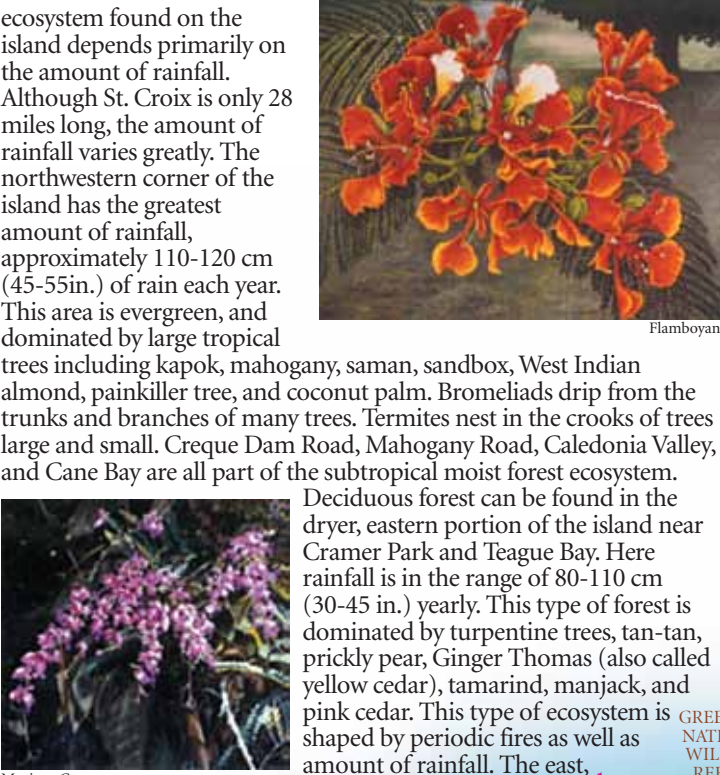 ecosystem found on the
island depends primarily on
the amount of rainfall.
Although St. Croix is only 28
miles long, the amount of
rainfall varies greatly. The
northwestern corner of the
island has the greatest
amount of rainfall,
approximately 110-120 cm
(45-55in.) of rain each year.
This area is evergreen, and
dominated by large tropical
trees including kapok, mahogany, saman, sandbox, West Indian
almond, painkiller tree, and coconut palm. Bromeliads drip from the
trunks and branches of many trees. Termites nest in the crooks of trees
large and small. Creque Dam Road, Mahogany Road, Caledonia Valley,
and Cane Bay are all part of the subtropical moist forest ecosystem.
Flamboyan
Deciduous forest can be found in the
dryer, eastern portion of the island near
Cramer Park and Teague Bay. Here
rainfall is in the range of 80-110 cm
(30-45 in.) yearly. This type of forest is
dominated by turpentine trees, tan-tan,
prickly pear, Ginger Thomas (also called
yellow cedar), tamarind, manjack, and
pink cedar. This type of ecosystem is
shaped by periodic fires as well as
amount of rainfall. The east,
GREE
NATI
WIL